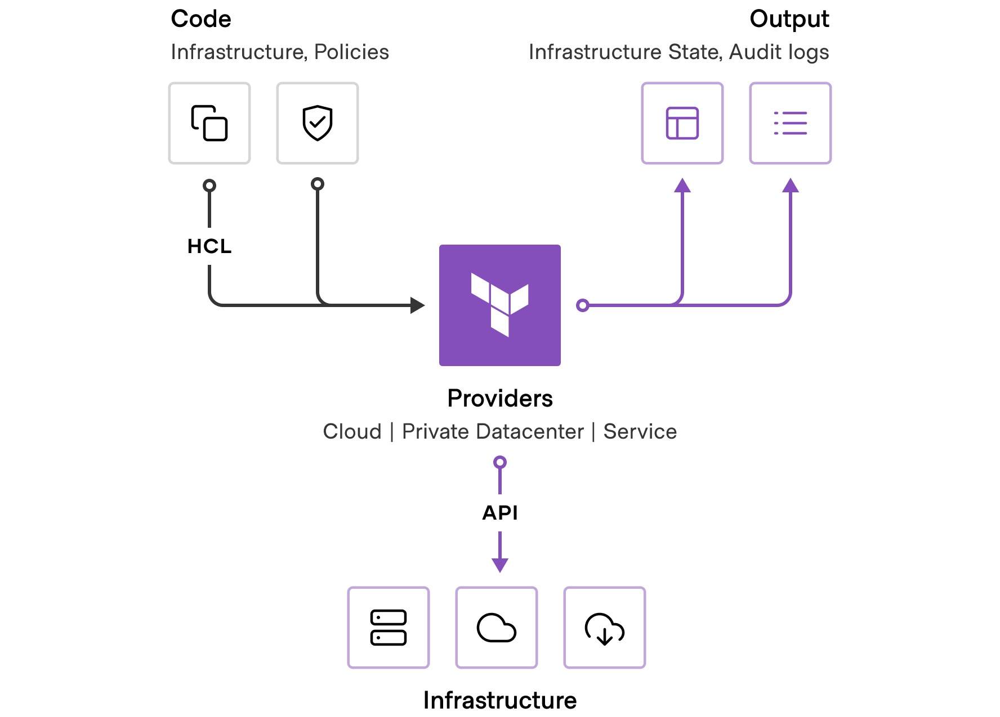 Code
Infrastructure, Policies
Output
Infrastructure State, Audit logs
HCL
Providers
Cloud | Private Datacenter | Service
API
Infrastructure